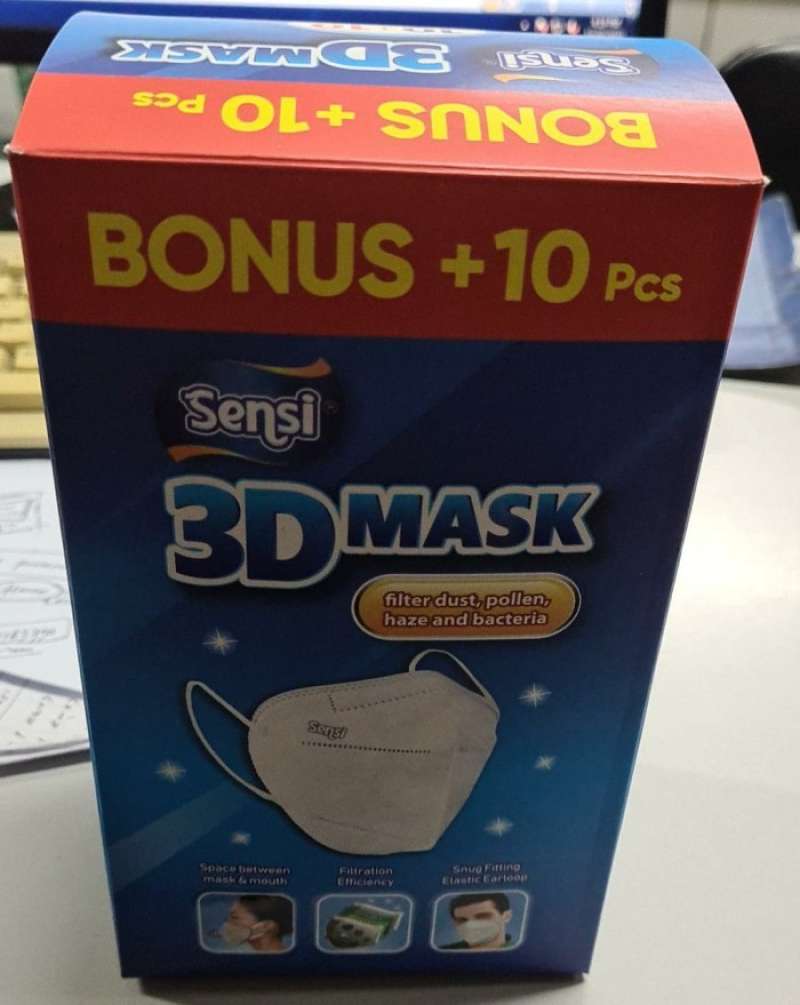 3D MASK Sensi
BONUS +10 Pcs
BONUS +10 Pcs
Sensi®
3D MASK
filter dust, pollen,
haze and bacteria
Sensi
Space between
mask & mouth
Filtration
Efficiency
Snug Fitting
Elastic Earloop